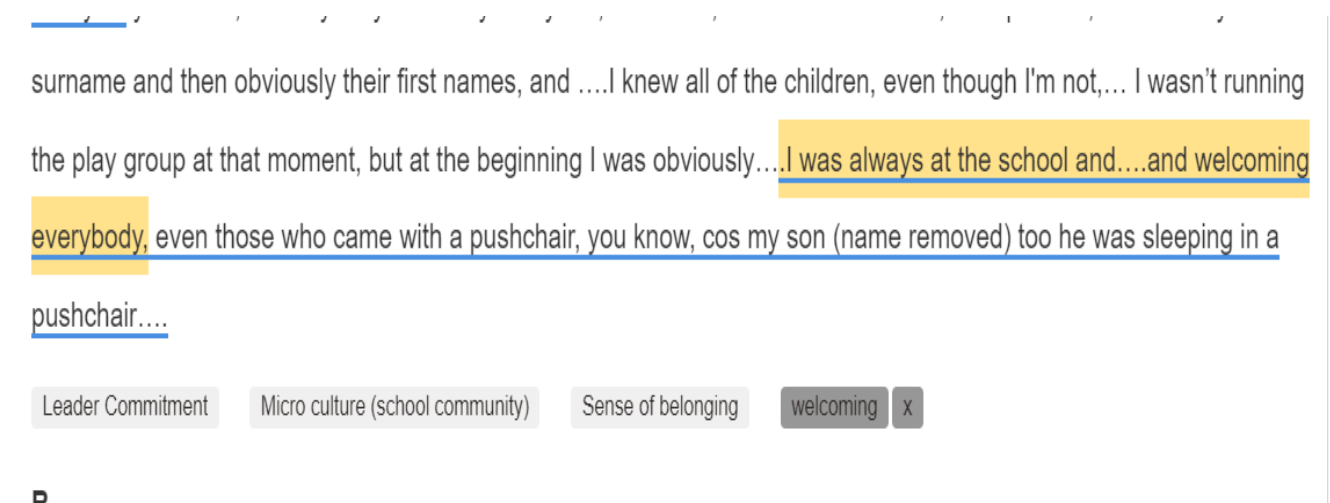 surname and then obviously their first names, and ….I knew all of the children, even though I'm not,… I wasn’t running
the play group at that moment, but at the beginning I was obviously….I was always at the school and….and welcoming
everybody, even those who came with a pushchair, you know, cos my son (name removed) too he was sleeping in a
pushchair….
Leader Commitment Micro culture (school community) Sense of belonging welcoming x